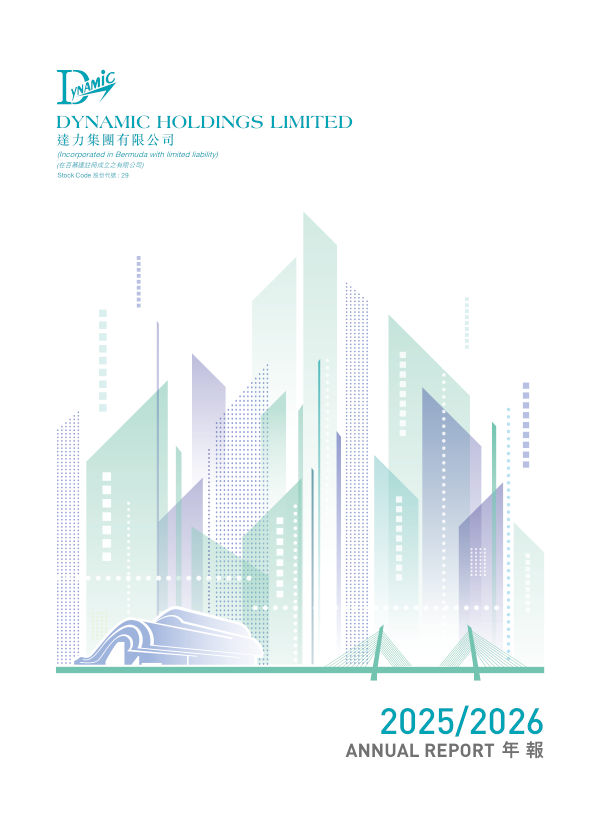 DYNAMIC
DYNAMIC HOLDINGS LIMITED
達力集團有限公司
(Incorporated in Bermuda with limited liability)
(在百慕達註冊成立之有限公司)
Stock Code 股份代號 : 29
2025/2026
ANNUAL REPORT 年報